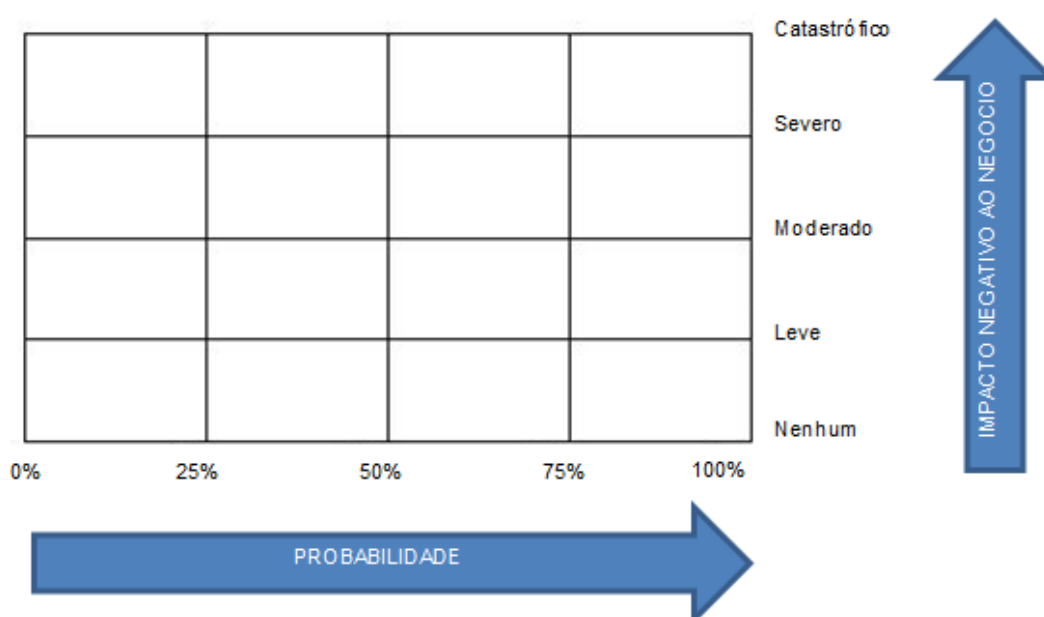 Catastrófico
Severo
Moderado
Leve
Nenhum
IMPACTO NEGATIVO AO NEGOCIO
0%
25%
50%
75%
100%
PROBABILIDADE